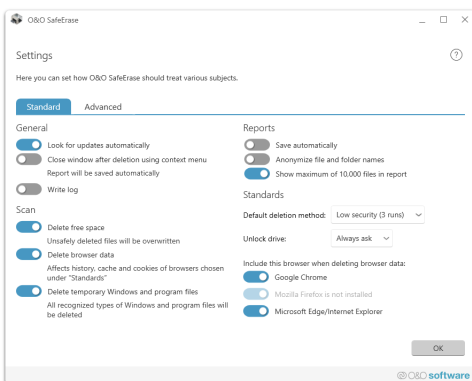 O&O SafeErase
Settings
Here you can set how O&O SafeErase should treat various subjects.
Standard
Advanced
General
Look for updates automatically
Close window after deletion using context menu
Report will be saved automatically
Write log
Scan
Delete free space
Unsafely deleted files will be overwritten
Delete browser data
Affects history, cache and cookies of browsers chosen
under "Standards"
Delete temporary Windows and program files
All recognized types of Windows and program files will
be deleted
Reports
Save automatically
Anonymize file and folder names
Show maximum of 10,000 files in report
Standards
Default deletion method: Low security (3 runs)
Unlock drive: Always ask
Include this browser when deleting browser data:
Google Chrome
Mozilla Firefox is not installed
Microsoft Edge/Internet Explorer
OK
O&O software